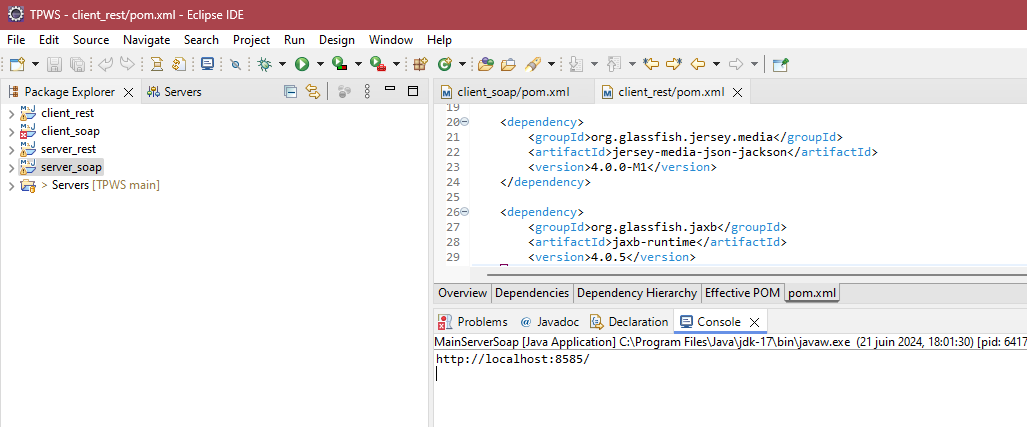 TPWS - client_rest/pom.xml - Eclipse IDE
File Edit Source Navigate Search Project Run Design Window Help
Package Explorer Servers
client_rest
client_soap
server_rest
server_soap
> Servers [TPWS main]
client_soap/pom.xml client_rest/pom.xml
19
20 <dependency>
21 <groupId>org.glassfish.jersey.media</groupId>
22 <artifactId>jersey-media-json-jackson</artifactId>
23 <version>4.0.0-M1</version>
24 </dependency>
25
26 <dependency>
27 <groupId>org.glassfish.jaxb</groupId>
28 <artifactId>jaxb-runtime</artifactId>
29 <version>4.0.5</version>
Overview Dependencies Dependency Hierarchy Effective POM pom.xml
Problems @ Javadoc Declaration Console
MainServerSoap [Java Application] C:\Program Files\Java\jdk-17\bin\javaw.exe (21 juin 2024, 18:01:30) [pid: 6417
http://localhost:8585/